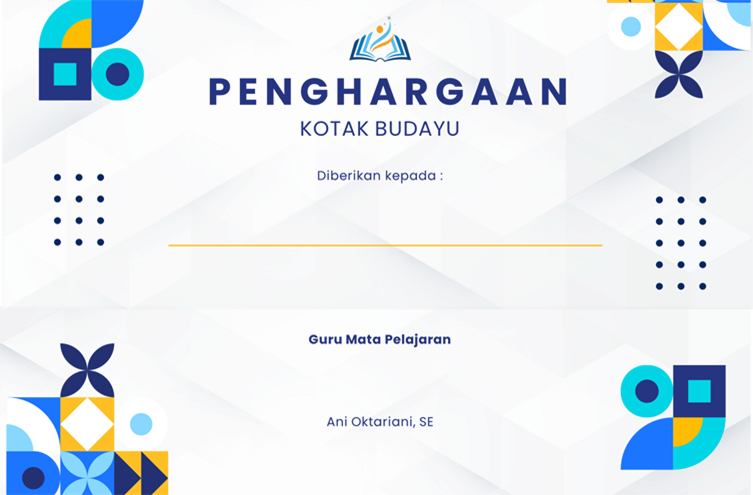 PENGHARGAAN
KOTAK BUDAYU
Diberikan kepada :
Guru Mata Pelajaran
Ani Oktariani, SE